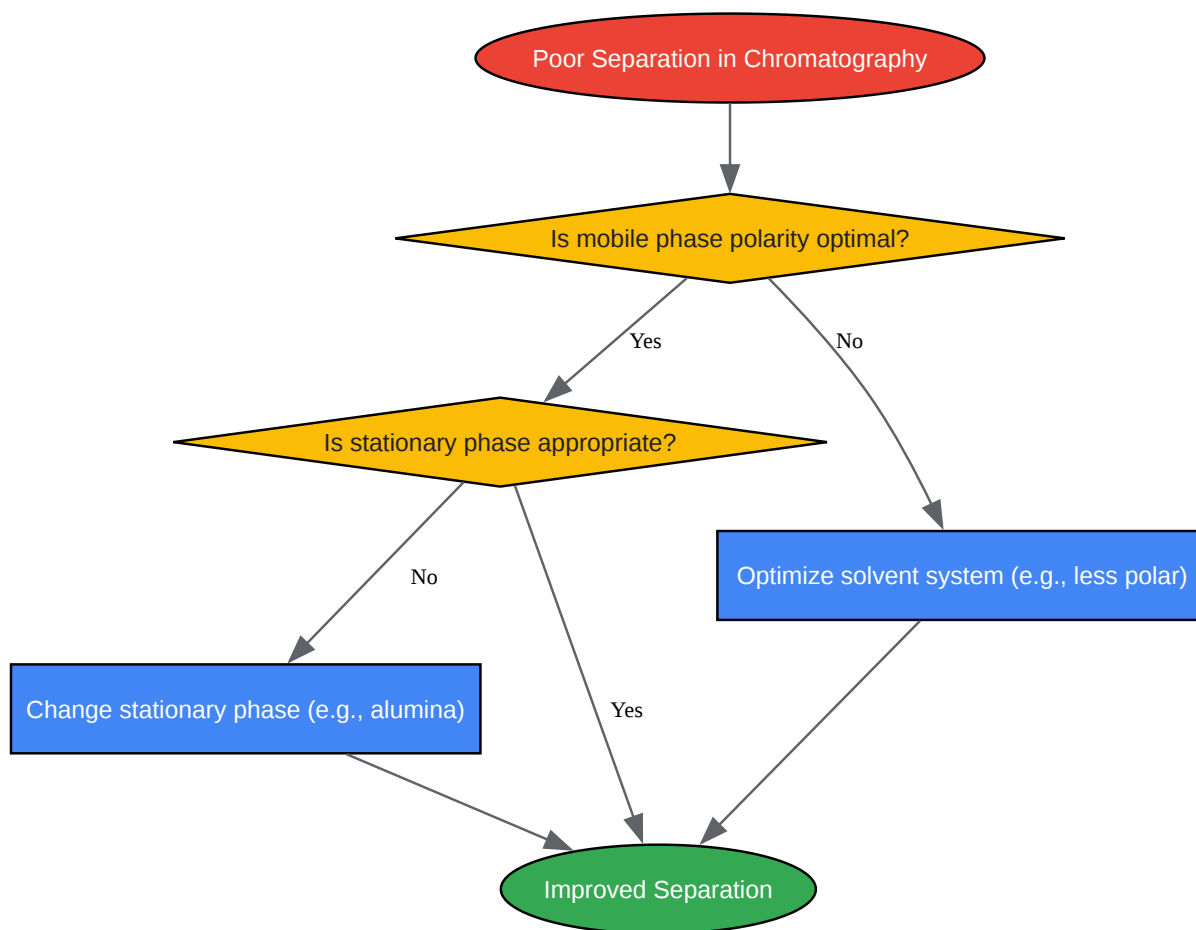 Poor Separation in Chromatography
Is mobile phase polarity optimal?
Yes
No
Is stationary phase appropriate?
No
Optimize solvent system (e.g., less polar)
Change stationary phase (e.g., alumina)
Yes
Improved Separation